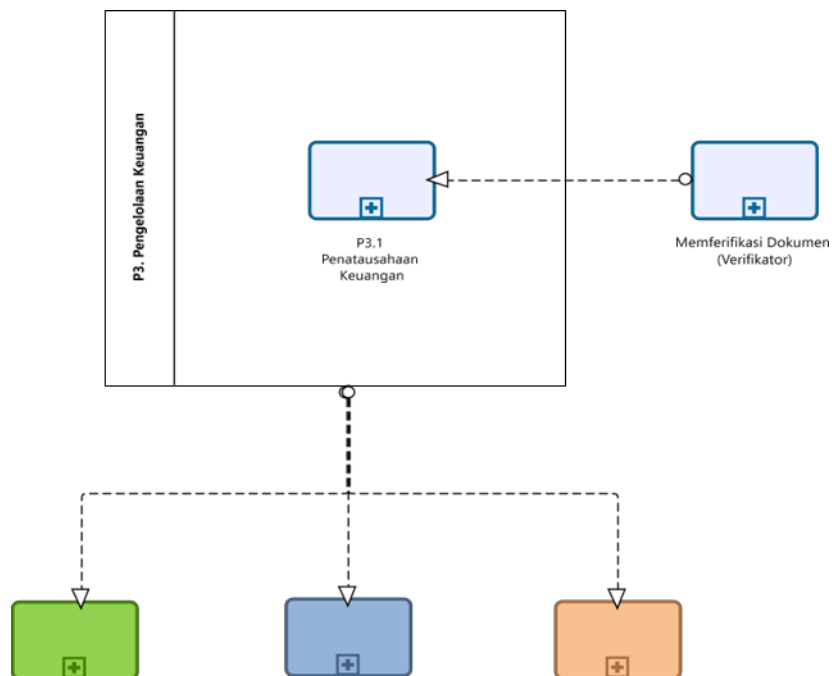 P3. Pengelolaan Keuangan
P3.1
Penatausahaan
Keuangan
Memferifikasi Dokumen
(Verifikator)